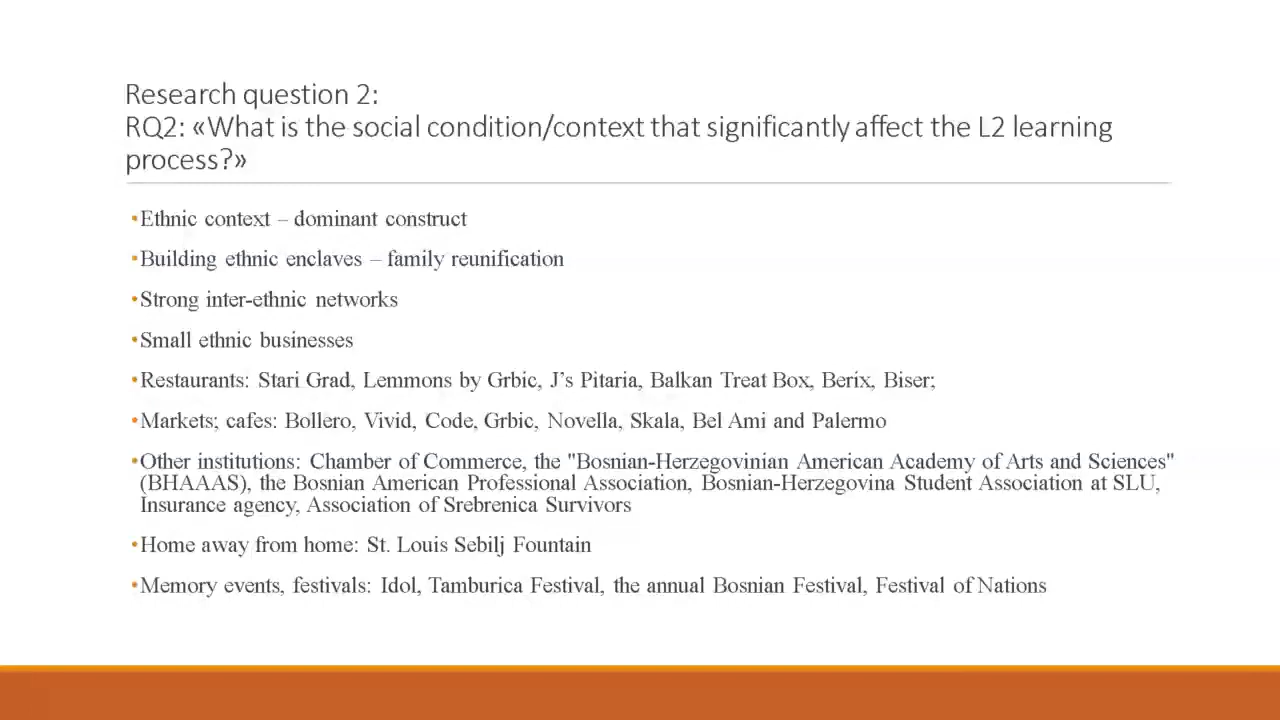 Research question 2:
RQ2: «What is the social condition/context that significantly affect the L2 learning
process?»
•Ethnic context – dominant construct
•Building ethnic enclaves – family reunification
•Strong inter-ethnic networks
•Small ethnic businesses
•Restaurants: Stari Grad, Lemmons by Grbic, J’s Pitaria, Balkan Treat Box, Berix, Biser;
•Markets; cafes: Bollero, Vivid, Code, Grbic, Novella, Skala, Bel Ami and Palermo
•Other institutions: Chamber of Commerce, the "Bosnian-Herzegovinian American Academy of Arts and Sciences"
(BHAAAS), the Bosnian American Professional Association, Bosnian-Herzegovina Student Association at SLU,
Insurance agency, Association of Srebrenica Survivors
•Home away from home: St. Louis Sebilj Fountain
•Memory events, festivals: Idol, Tamburica Festival, the annual Bosnian Festival, Festival of Nations